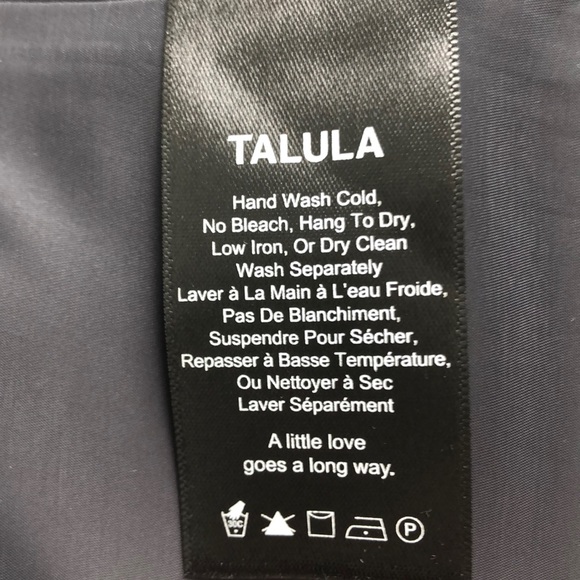 TALULA
Hand Wash Cold,
No Bleach, Hang To Dry,
Low Iron, Or Dry Clean
Wash Separately
Laver à La Main à L'eau Froide,
Pas De Blanchiment,
Suspendre Pour Sécher,
Repasser à Basse Température,
Ou Nettoyer à Sec
Laver Séparément
A little love
goes a long way.
30C P